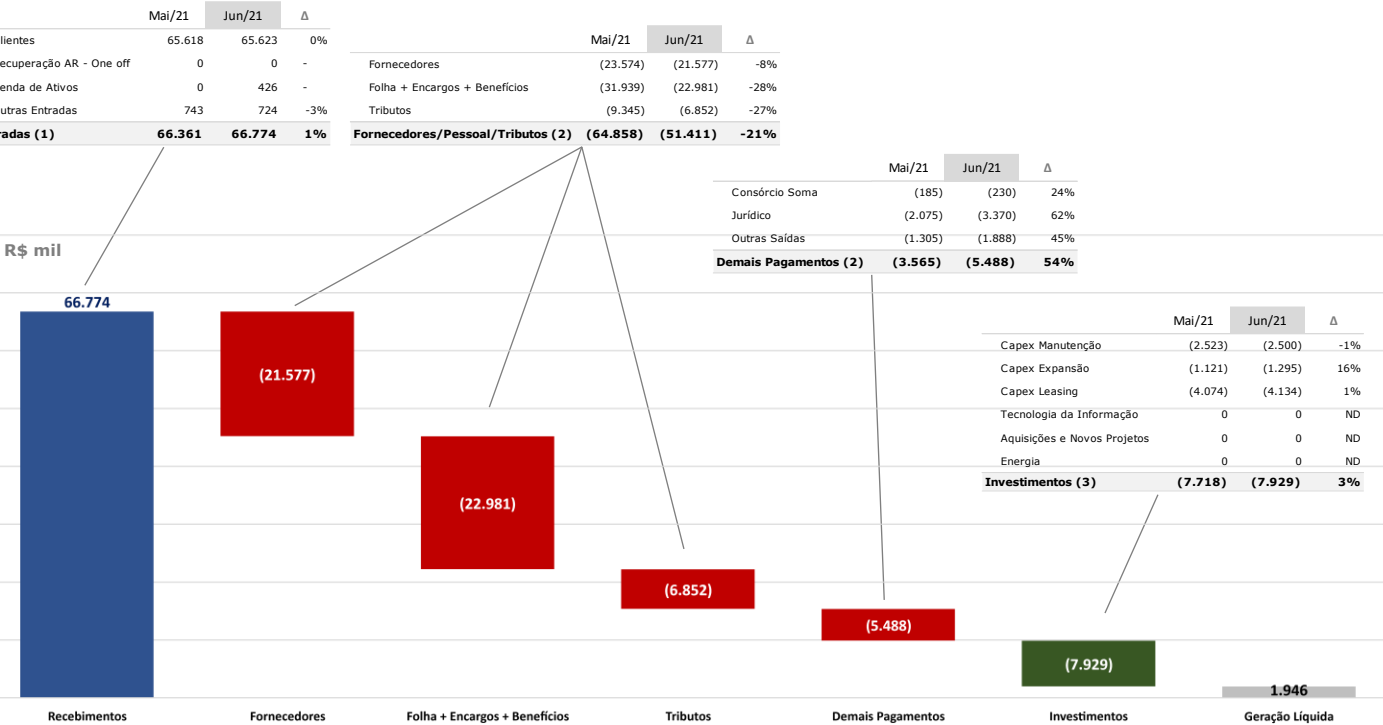 Mai/21 Jun/21 Δ
lientes 65.618 65.623 0%
ecuperação AR - One off 0 0 -
enda de Ativos 0 426 -
utras Entradas 743 724 -3%
radas (1) 66.361 66.774 1%
Mai/21 Jun/21 Δ
Fornecedores (23.574) (21.577) -8%
Folha + Encargos + Benefícios (31.939) (22.981) -28%
Tributos (9.345) (6.852) -27%
Fornecedores/Pessoal/Tributos (2) (64.858) (51.411) -21%
Mai/21 Jun/21 Δ
Consórcio Soma (185) (230) 24%
Jurídico (2.075) (3.370) 62%
Outras Saídas (1.305) (1.888) 45%
Demais Pagamentos (2) (3.565) (5.488) 54%
R$ mil
Mai/21 Jun/21 Δ
Capex Manutenção (2.523) (2.500) -1%
Capex Expansão (1.121) (1.295) 16%
Capex Leasing (4.074) (4.134) 1%
Tecnologia da Informação 0 0 ND
Aquisições e Novos Projetos 0 0 ND
Energia 0 0 ND
Investimentos (3) (7.718) (7.929) 3%
66.774
(21.577)
(22.981)
(6.852)
(5.488)
(7.929)
1.946
Recebimentos Fornecedores Folha + Encargos + Benefícios Tributos Demais Pagamentos Investimentos Geração Líquida